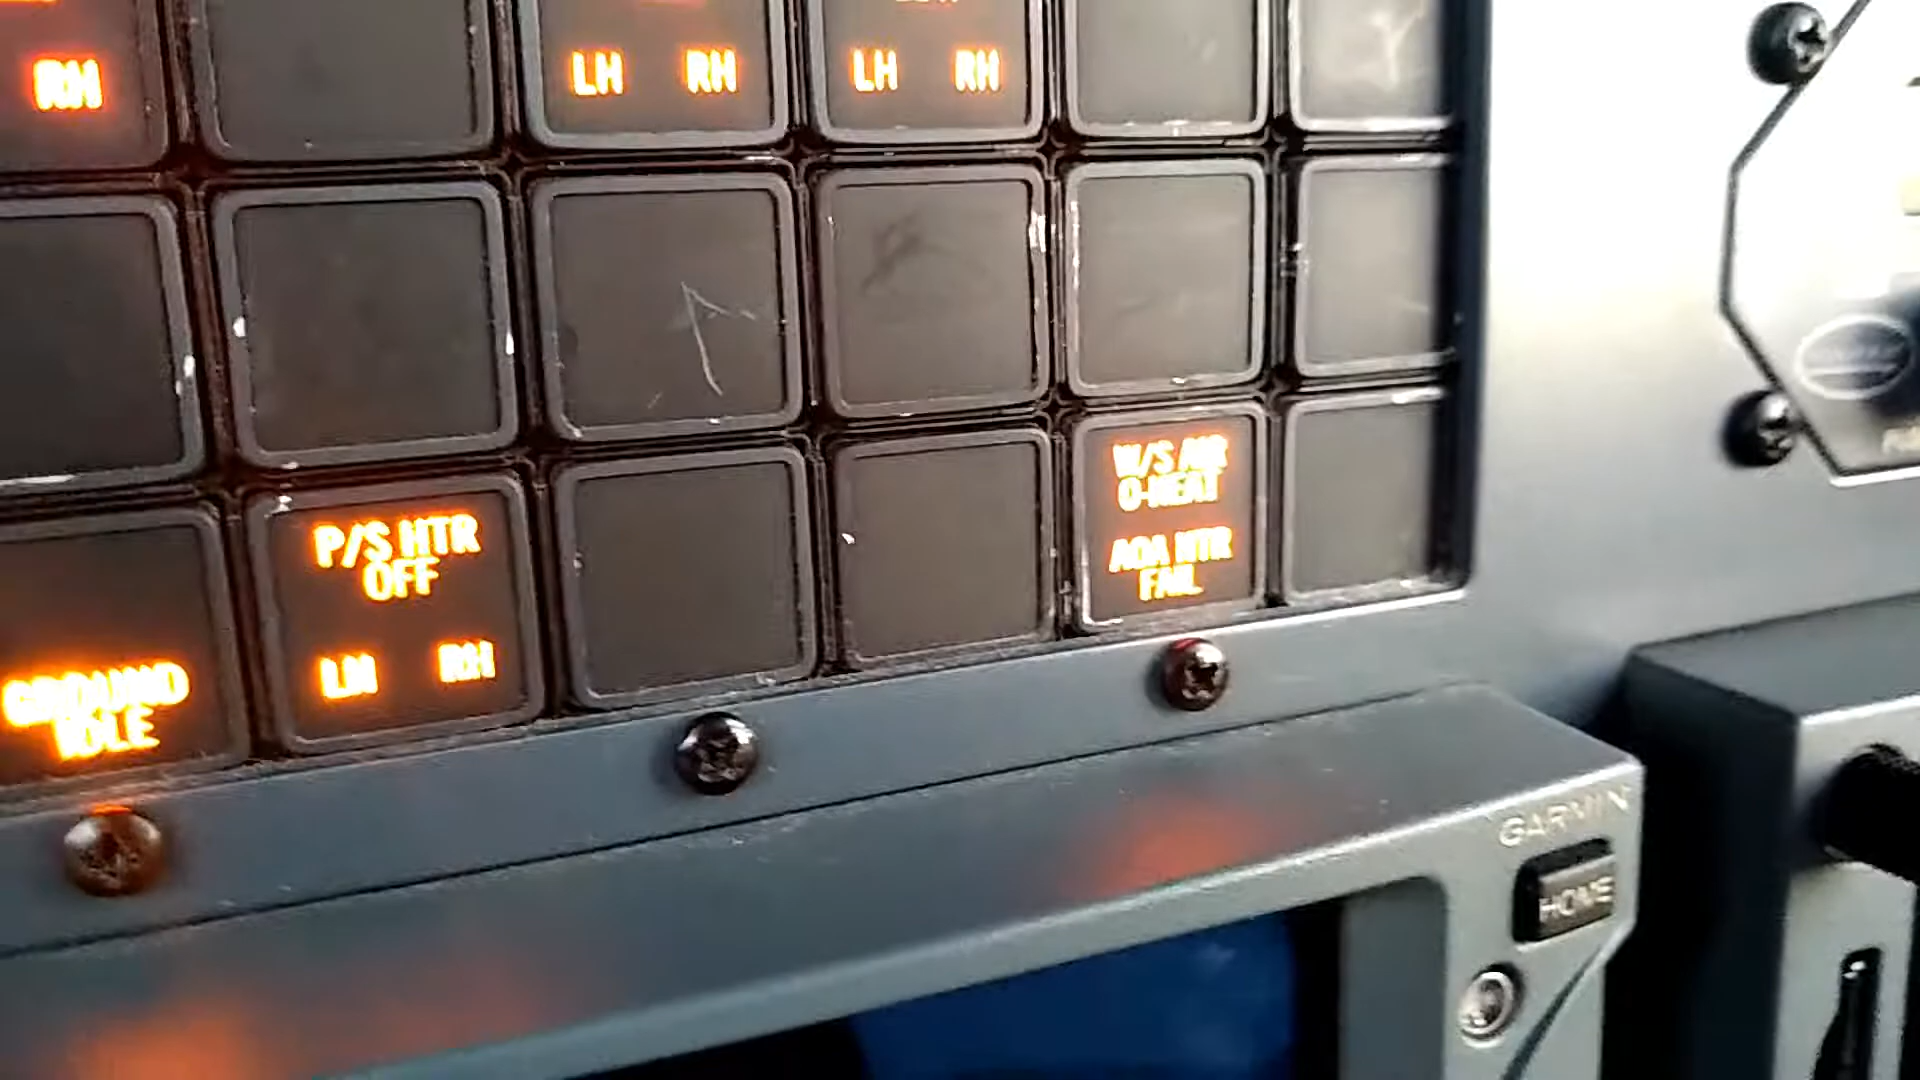 RH
LH RH
LH RH
W/S AIR
O-HEAT
AOA HTR
FAIL
P/S HTR
OFF
LH RH
GROUND
IDLE
GARMIN
HOME